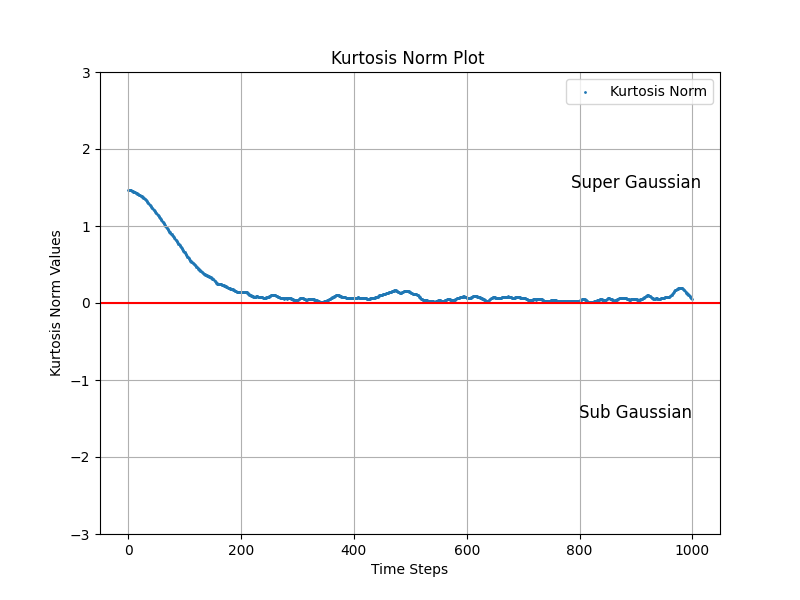 Kurtosis Norm Plot
Kurtosis Norm
Super Gaussian
Sub Gaussian
Kurtosis Norm Values
3
2
1
0
−1
−2
−3
0 200 400 600 800 1000
Time Steps